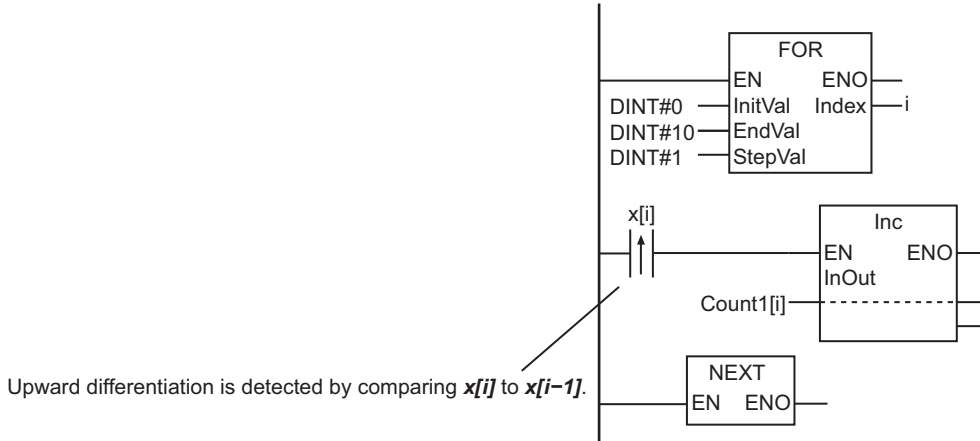 FOR
EN ENO
DINT#0 InitVal Index i
DINT#10 EndVal
DINT#1 StepVal
x[i]
Inc
EN ENO
InOut
Count1[i]
Upward differentiation is detected by comparing x[i] to x[i−1].
NEXT
EN ENO